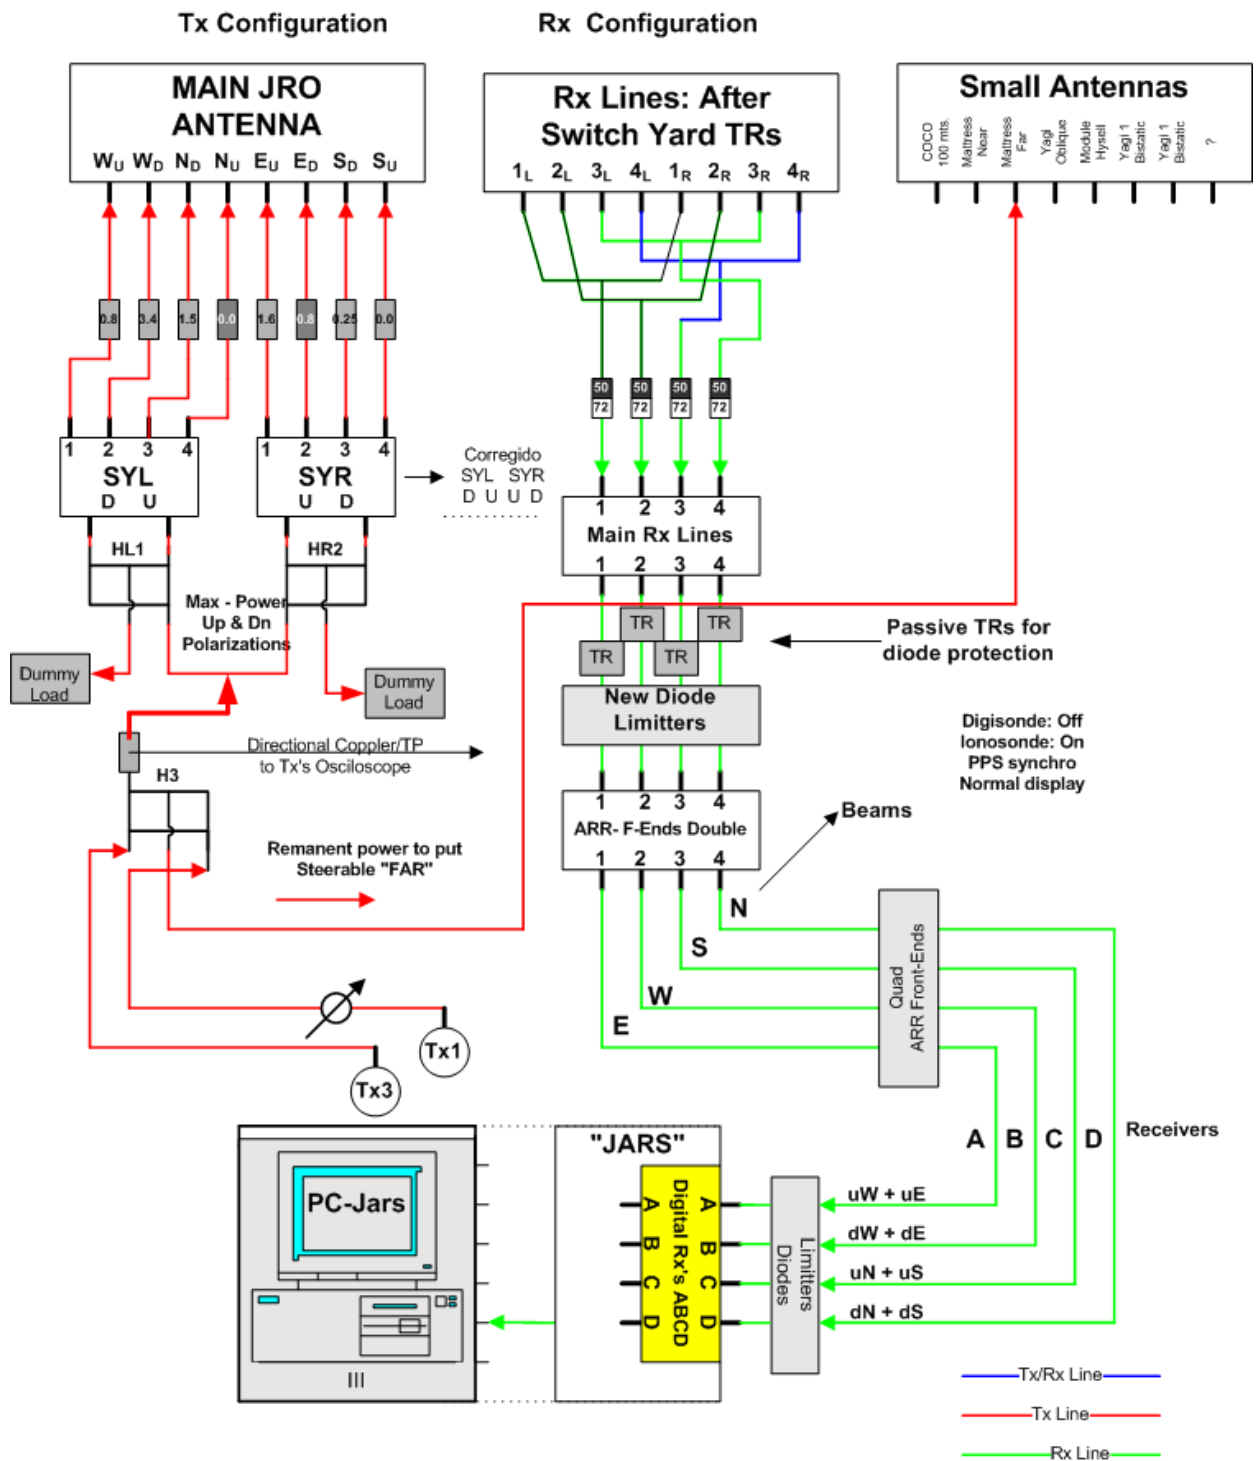 Tx Configuration
Rx Configuration
MAIN JRO
ANTENNA
WU WD ND NU EU ED SD SU
Rx Lines: After
Switch Yard TRs
1L 2L 3L 4L 1R 2R 3R 4R
Small Antennas
COCO
100 mts.
Mattress
Near
Mattress
Far
Yagi
Oblique
Module
Hysell
Yagi 1
Bistatic
Yagi 1
Bistatic
?
0.8 3.4 1.5 0.0 1.6 0.8 0.25 0.0
50 50 50 50
72 72 72 72
1 2 3 4
SYL
D U
1 2 3 4
SYR
U D
Corregido
SYL SYR
D U U D
1 2 3 4
Main Rx Lines
1 2 3 4
HL1
HR2
Max - Power
Up & Dn
Polarizations
TR TR
TR TR
Passive TRs for
diode protection
Dummy
Load
Dummy
Load
New Diode
Limitters
Directional Coppler/TP
to Tx's Osciloscope
Digisonde: Off
Ionosonde: On
PPS synchro
Normal display
H3
1 2 3 4
ARR- F-Ends Double
1 2 3 4
Beams
Remanent power to put
Steerable "FAR"
N
S
W
E
Quad
ARR Front-Ends
Tx1
Tx3
A B C D
Receivers
"JARS"
PC-Jars
III
A B C D
Digital Rx's ABCD
A B C D
Limitters
Diodes
uW + uE
dW + dE
uN + uS
dN + dS
Tx/Rx Line
Tx Line
Rx Line